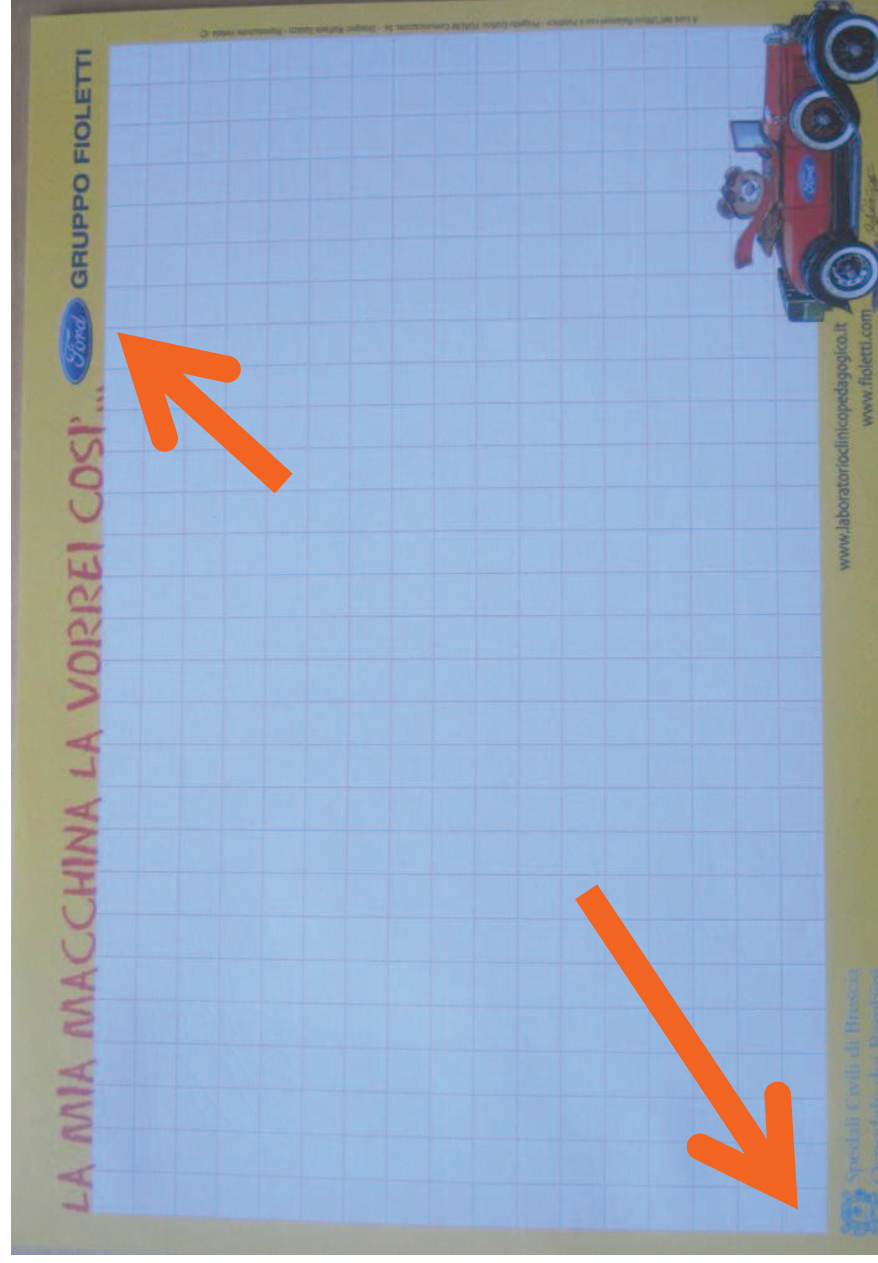 LA MIA MACCHINA LA VORREI COSI'... Ford GRUPPO FIOLETTI
Ford
Spedali Civili di Brescia
www.laboratorioclinicopedagogico.it
www.fioletti.com